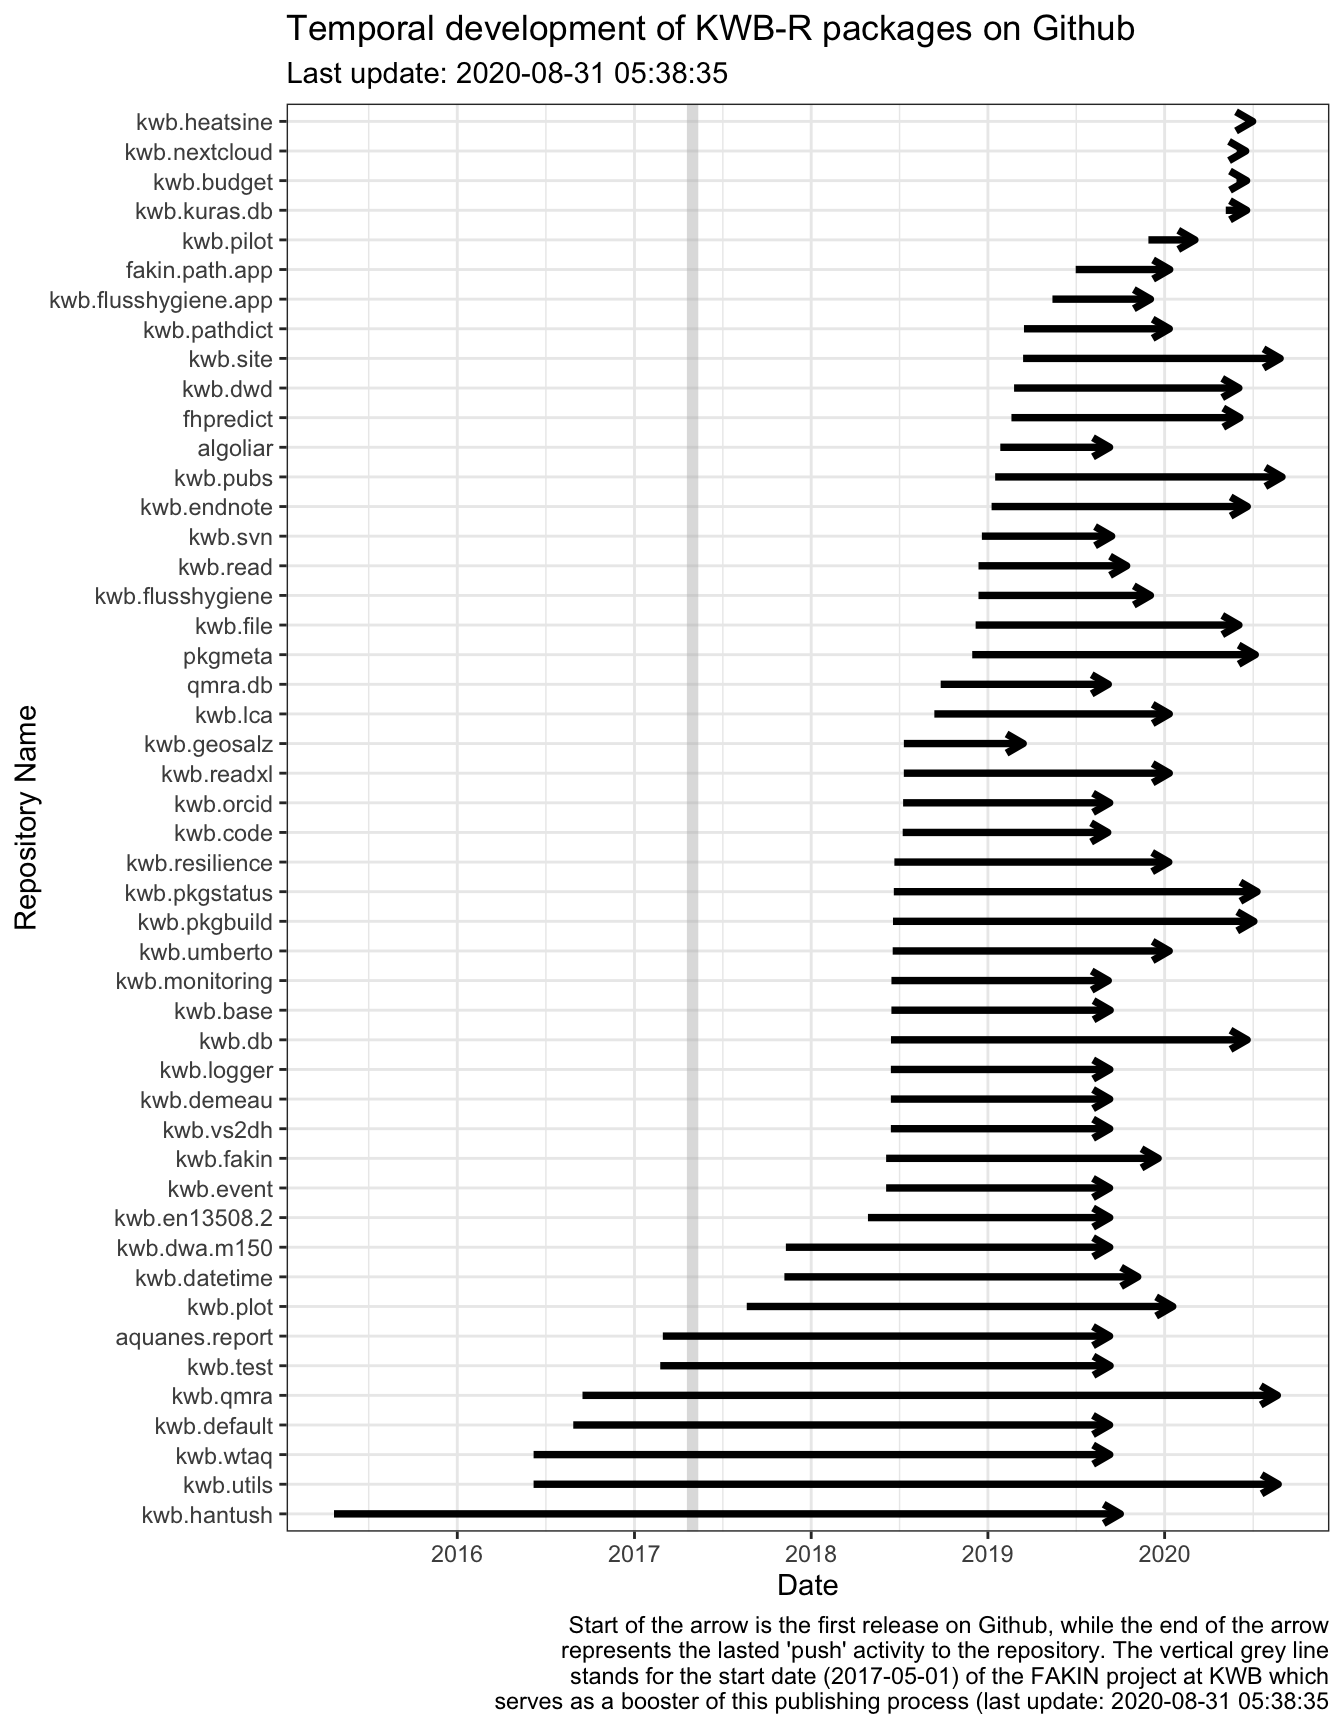 Temporal development of KWB-R packages on Github
Last update: 2020-08-31 05:38:35
Repository Name
kwb.heatsine
kwb.nextcloud
kwb.budget
kwb.kuras.db
kwb.pilot
fakin.path.app
kwb.flusshygiene.app
kwb.pathdict
kwb.site
kwb.dwd
fhpredict
algoliar
kwb.pubs
kwb.endnote
kwb.svn
kwb.read
kwb.flusshygiene
kwb.file
pkgmeta
qmra.db
kwb.lca
kwb.geosalz
kwb.readxl
kwb.orcid
kwb.code
kwb.resilience
kwb.pkgstatus
kwb.pkgbuild
kwb.umberto
kwb.monitoring
kwb.base
kwb.db
kwb.logger
kwb.demeau
kwb.vs2dh
kwb.fakin
kwb.event
kwb.en13508.2
kwb.dwa.m150
kwb.datetime
kwb.plot
aquanes.report
kwb.test
kwb.qmra
kwb.default
kwb.wtaq
kwb.utils
kwb.hantush
2016 2017 2018 2019 2020
Date
Start of the arrow is the first release on Github, while the end of the arrow
represents the lasted 'push' activity to the repository. The vertical grey line
stands for the start date (2017-05-01) of the FAKIN project at KWB which
serves as a booster of this publishing process (last update: 2020-08-31 05:38:35